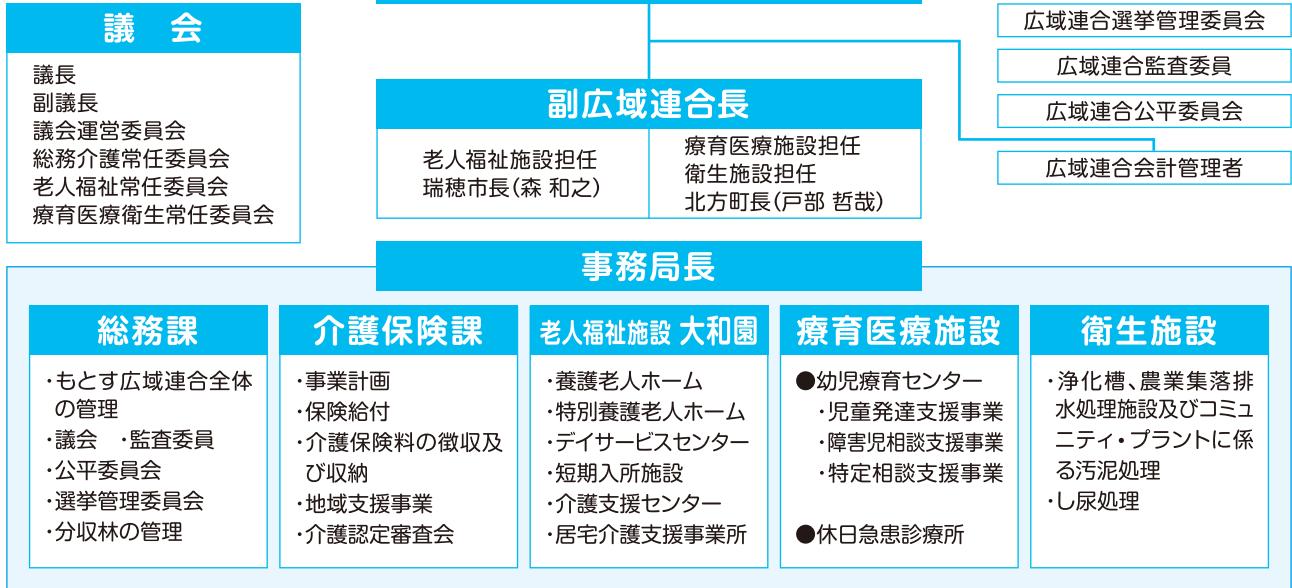 議 会
議長
副議長
議会運営委員会
総務介護常任委員会
老人福祉常任委員会
療育医療衛生常任委員会
副広域連合長
老人福祉施設担任
瑞穂市長(森 和之)
療育医療施設担任
衛生施設担任
北方町長(戸部 哲哉)
広域連合選挙管理委員会
広域連合監査委員
広域連合公平委員会
広域連合会計管理者
事務局長
総務課
・もとす広域連合全体
の管理
・議会 ・監査委員
・公平委員会
・選挙管理委員会
・分収林の管理
介護保険課
・事業計画
・保険給付
・介護保険料の徴収及
び収納
・地域支援事業
・介護認定審査会
老人福祉施設 大和園
・養護老人ホーム
・特別養護老人ホーム
・デイサービスセンター
・短期入所施設
・介護支援センター
・居宅介護支援事業所
療育医療施設
●幼児療育センター
・児童発達支援事業
・障害児相談支援事業
・特定相談支援事業
●休日急患診療所
衛生施設
・浄化槽、農業集落排
水処理施設及びコミュ
ニティ・プラントに係
る汚泥処理
・し尿処理